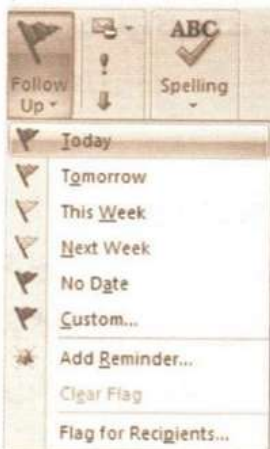 Follow
Up
ABC
Spelling
Today
Tomorrow
This Week
Next Week
No Date
Custom...
Add Reminder...
Clear Flag
Flag for Recipients...